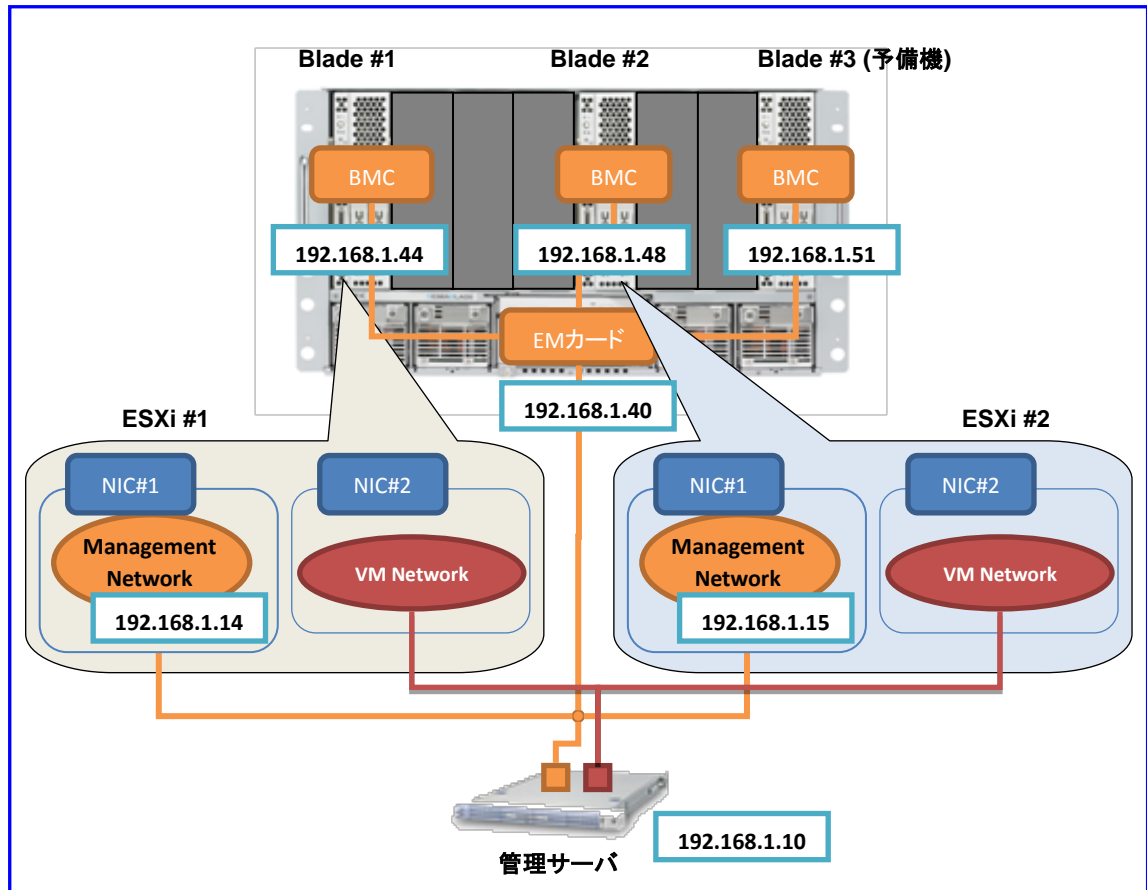 Blade #1
Blade #2
Blade #3 (予備機)
BMC
BMC
BMC
192.168.1.44
192.168.1.48
192.168.1.51
EMカード
192.168.1.40
ESXi #1
ESXi #2
NIC#1
NIC#2
NIC#1
NIC#2
Management
Network
VM Network
Management
Network
VM Network
192.168.1.14
192.168.1.15
192.168.1.10
管理サーバ